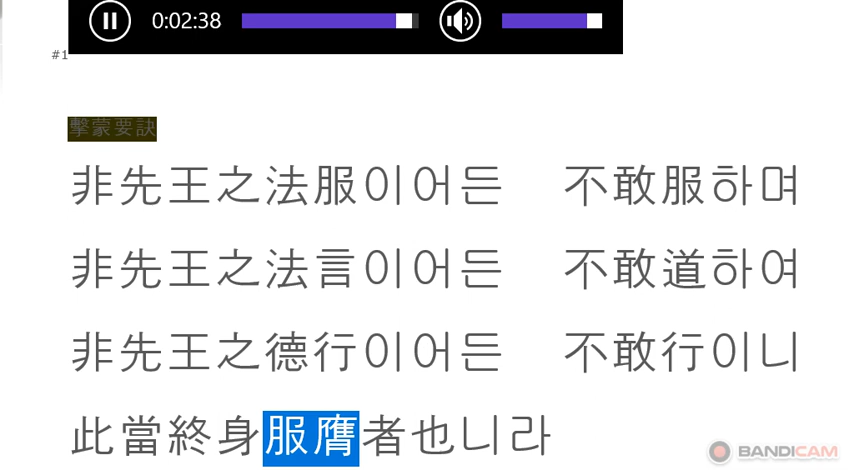 0:02:38
#1
擊蒙要訣
非先王之法服이어든 不敢服하며
非先王之法言이어든 不敢道하여
非先王之德行이어든 不敢行이니
此當終身服膺者也니라
BANDICAM